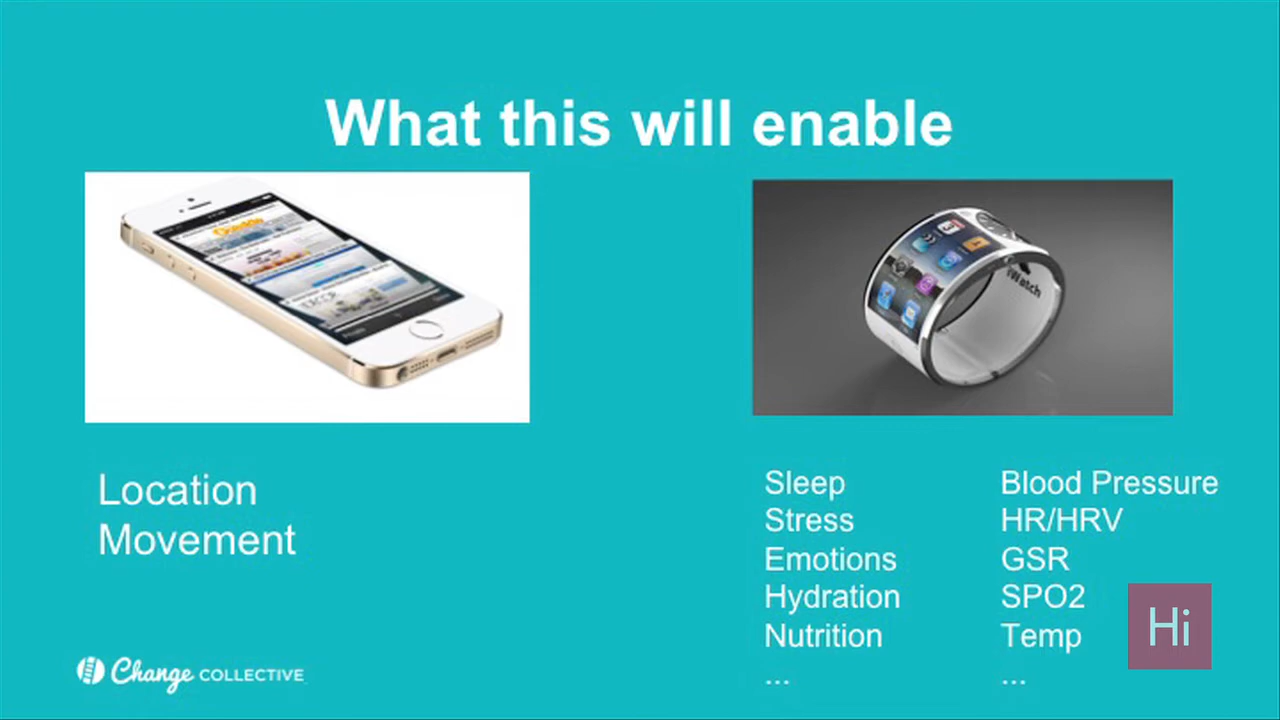 What this will enable
iWatch
Location
Movement
Sleep
Stress
Emotions
Hydration
Nutrition
...
Blood Pressure
HR/HRV
GSR
SPO2
Temp
...
Hi
Change COLLECTIVE